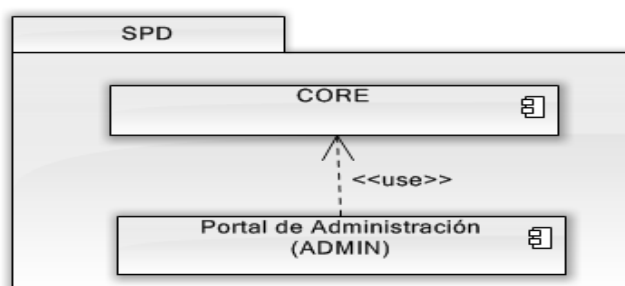 SPD
CORE
<<use>>
Portal de Administración
(ADMIN)